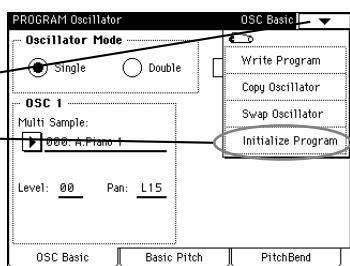 PROGRAM Oscillator OSC Basic
Oscillator Mode
Single Double
OSC 1
Multi Sample:
000: A.Piano 1
Level: 00 Pan: L15
Write Program
Copy Oscillator
Swap Oscillator
Initialize Program
OSC Basic Basic Pitch PitchBend